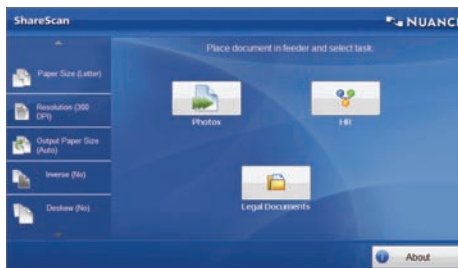 ShareScan
NUANCE
Place document in feeder and select task.
Paper Size (Letter)
Resolution (300
DPI)
Output Paper Size
(Auto)
Inverse (No)
Deskew (No)
Photos
HR
Legal Documents
About